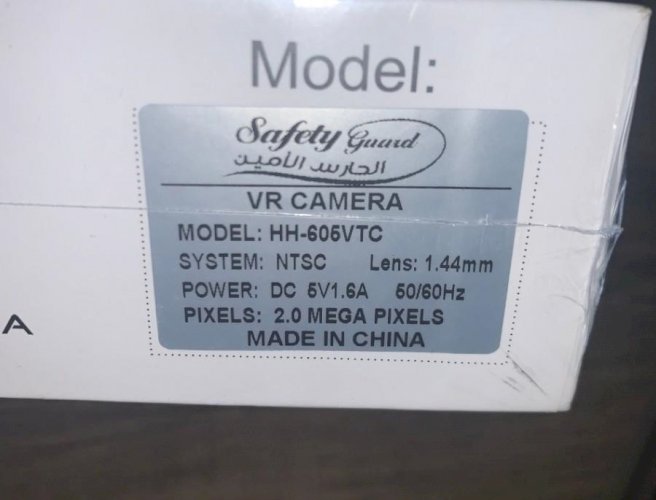 Model:
Safety Guard
الحارس الأمين
VR CAMERA
MODEL: HH-605VTC
SYSTEM: NTSC Lens: 1.44mm
POWER: DC 5V1.6A 50/60Hz
PIXELS: 2.0 MEGA PIXELS
MADE IN CHINA
A